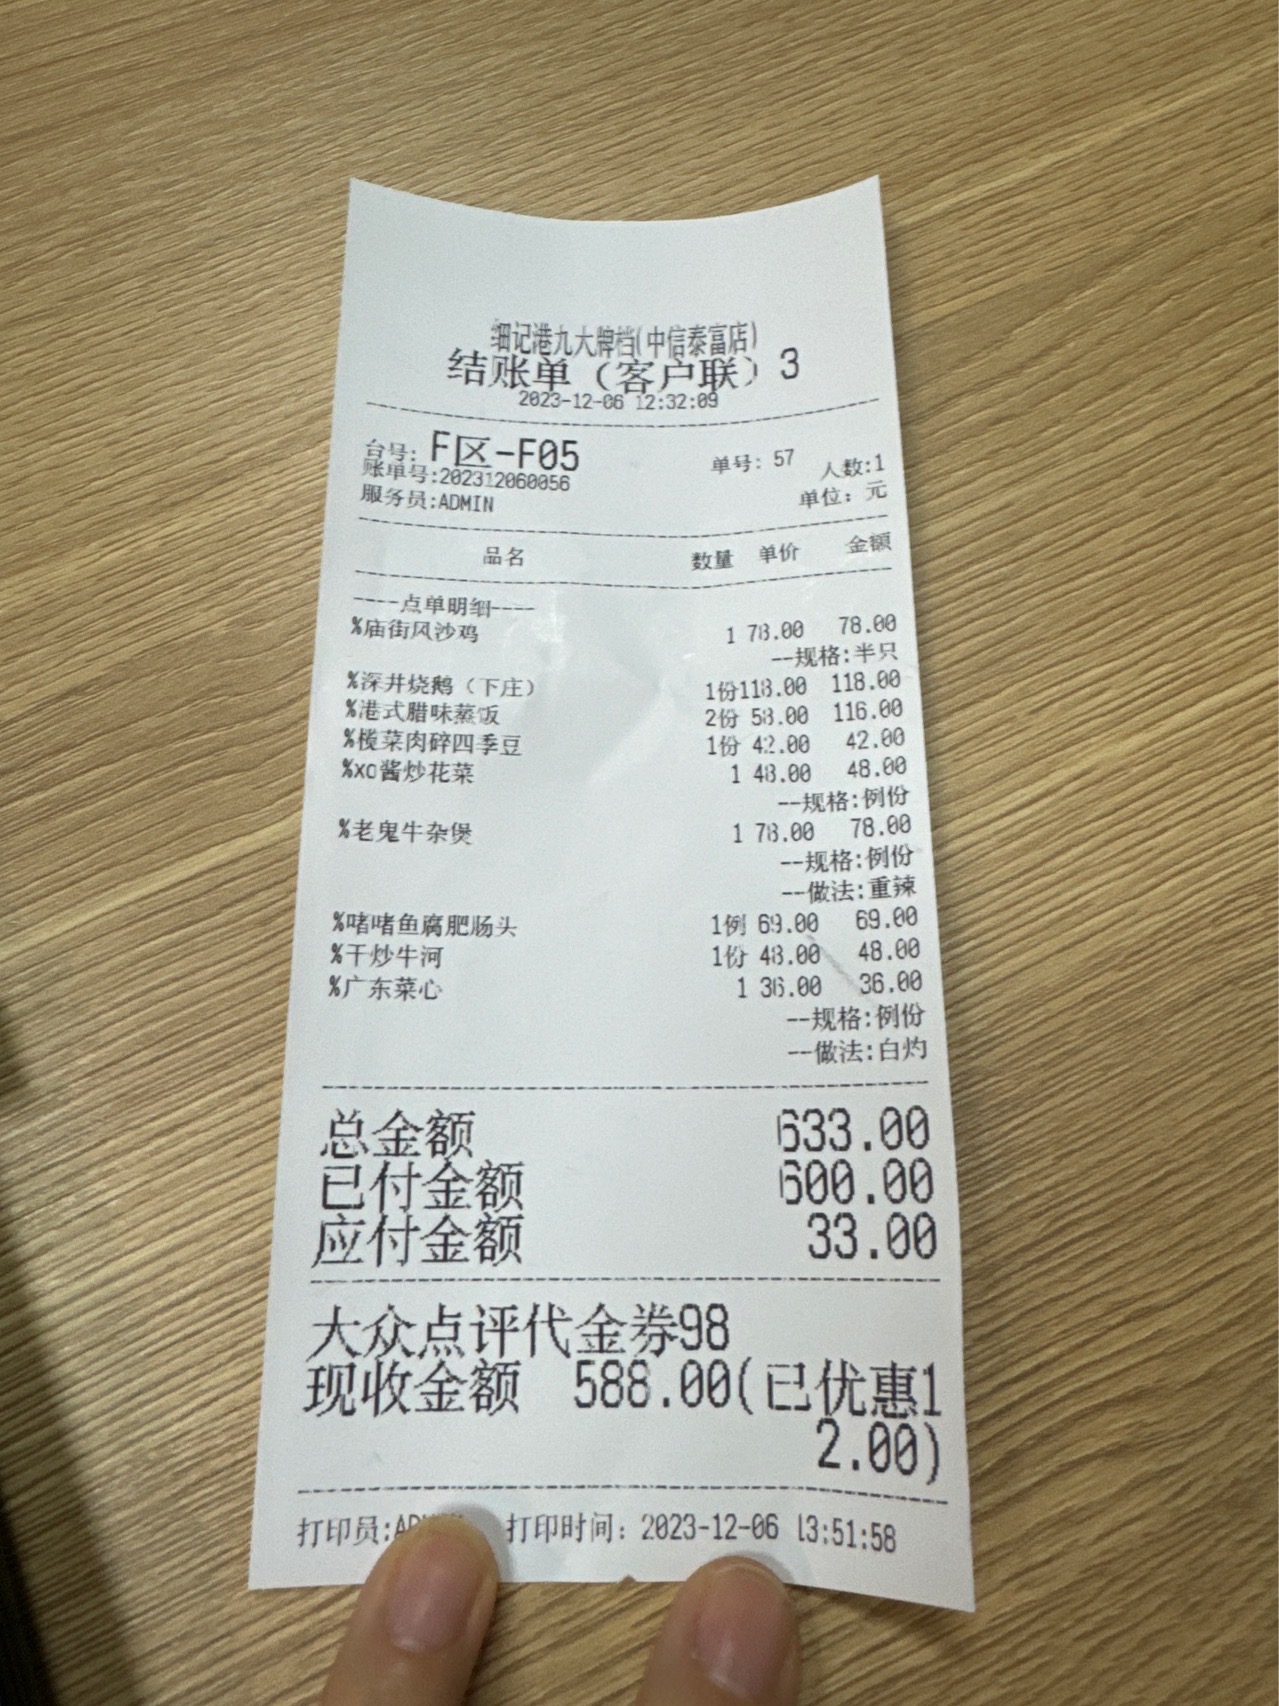 细记港九大牌档(中信泰富店)
结账单（客户联）3
2023-12-06 12:32:09
台号: F区-F05 单号: 57 人数:1
账单号:202312060056 单位: 元
服务员:ADMIN
品名 数量 单价 金额
----点单明细----
%庙街风沙鸡 1 78.00 78.00
--规格:半只
%深井烧鹅（下庄） 1份118.00 118.00
%港式腊味蒸饭 2份 58.00 116.00
%榄菜肉碎四季豆 1份 42.00 42.00
%xo酱炒花菜 1 48.00 48.00
--规格:例份
%老鬼牛杂煲 1 78.00 78.00
--规格:例份
--做法:重辣
%啫啫鱼腐肥肠头 1例 69.00 69.00
%干炒牛河 1份 48.00 48.00
%广东菜心 1 36.00 36.00
--规格:例份
--做法:白灼
总金额 633.00
已付金额 600.00
应付金额 33.00
大众点评代金券98
现收金额 588.00(已优惠1
2.00)
打印员: 打印时间: 2023-12-06 13:51:58